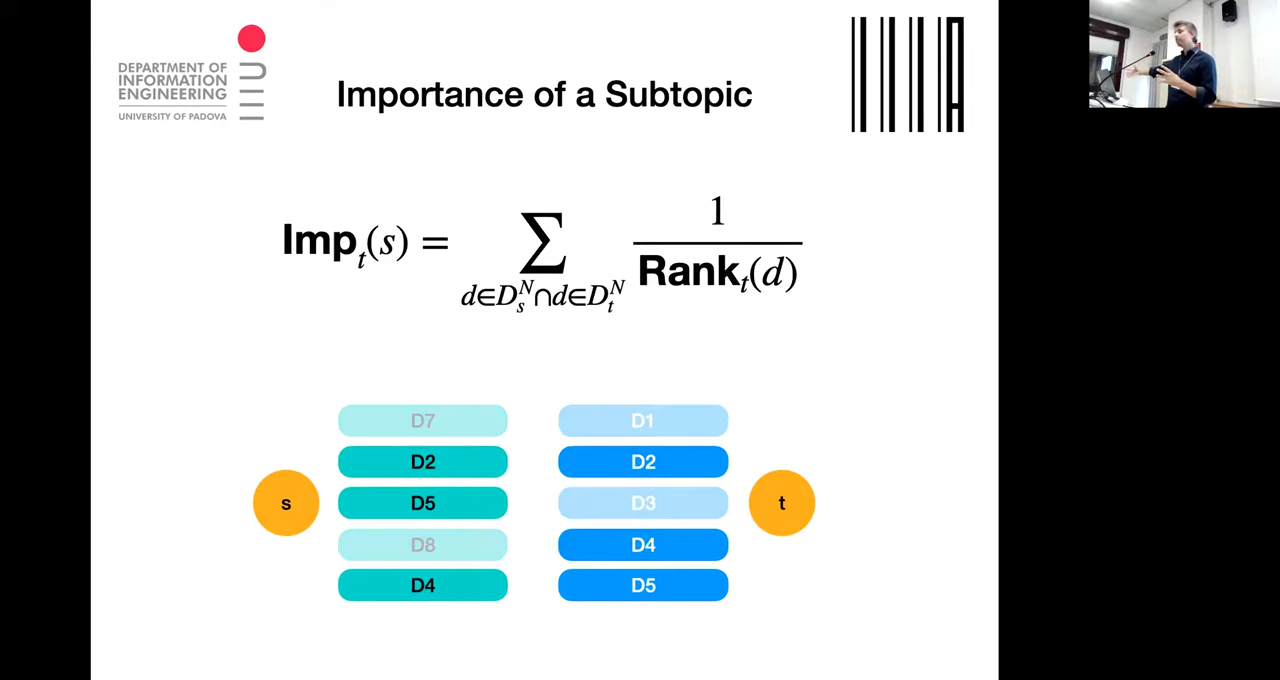 DEPARTMENT OF
INFORMATION
ENGINEERING
UNIVERSITY OF PADOVA
Importance of a Subtopic
Imp_t(s) = ∑_{d∈D_s^N∩d∈D_t^N} 1 / Rank_t(d)
D7 D1
D2 D2
s D5 D3 t
D8 D4
D4 D5